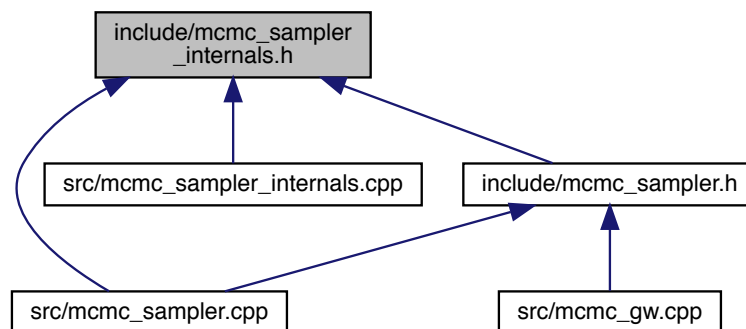 include/mcmc_sampler
_internals.h
src/mcmc_sampler_internals.cpp
include/mcmc_sampler.h
src/mcmc_sampler.cpp
src/mcmc_gw.cpp